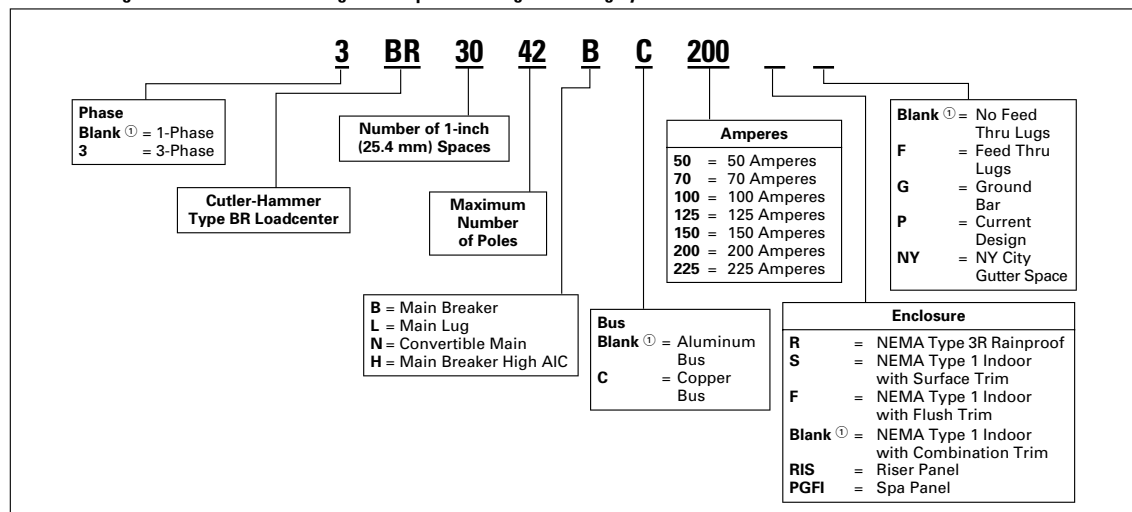 3 BR 30 42 B C 200 _ _
Phase
Blank ① = 1-Phase
3 = 3-Phase
Cutler-Hammer
Type BR Loadcenter
Number of 1-inch
(25.4 mm) Spaces
Maximum
Number
of Poles
B = Main Breaker
L = Main Lug
N = Convertible Main
H = Main Breaker High AIC
Bus
Blank ① = Aluminum
Bus
C = Copper
Bus
Amperes
50 = 50 Amperes
70 = 70 Amperes
100 = 100 Amperes
125 = 125 Amperes
150 = 150 Amperes
200 = 200 Amperes
225 = 225 Amperes
Blank ① = No Feed
Thru Lugs
F = Feed Thru
Lugs
G = Ground
Bar
P = Current
Design
NY = NY City
Gutter Space
Enclosure
R = NEMA Type 3R Rainproof
S = NEMA Type 1 Indoor
with Surface Trim
F = NEMA Type 1 Indoor
with Flush Trim
Blank ① = NEMA Type 1 Indoor
with Combination Trim
RIS = Riser Panel
PGFI = Spa Panel